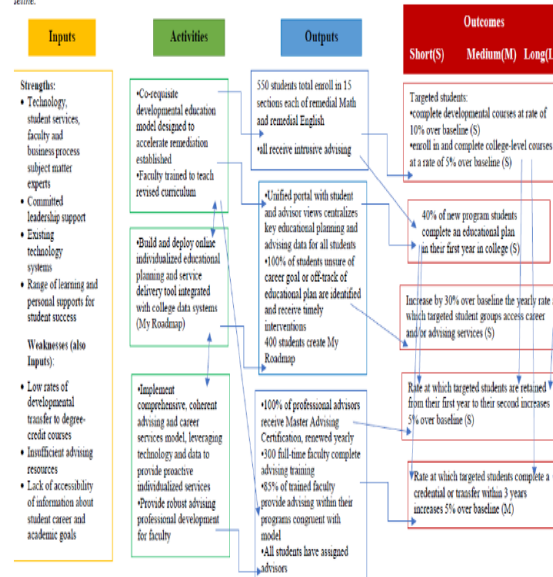 teline.
Inputs
Activities
Outputs
Outcomes
Short(S) Medium(M) Long(L
Strengths:
• Technology,
student services,
faculty and
business process
subject matter
experts
• Committed
leadership support
• Existing
technology
systems
• Range of learning and
personal supports for
student success
Weaknesses (also
Inputs):
• Low rates of
developmental
transfer to degree-
credit courses
• Insufficient advising
resources
• Lack of accessibility
of information about
student career and
academic goals
•Co-requisite
developmental education
model designed to
accelerate remediation
established
•Faculty trained to teach
revised curriculum
•Build and deploy online
individualized educational
planning and service
delivery tool integrated
with college data systems
(My Roadmap)
•Implement
comprehensive, coherent
advising and career
services model, leveraging
technology and data to
provide proactive
individualized services
•Provide robust advising
professional development
for faculty
550 students total enroll in 15
sections each of remedial Math
and remedial English
•all receive intrusive advising
•Unified portal with student
and advisor views centralizes
key educational planning and
advising data for all students
•100% of students unsure of
career goal or off-track of
educational plan are identified
and receive timely
interventions
400 students create My
Roadmap
•100% of professional advisors
receive Master Advising
Certification, renewed yearly
•300 full-time faculty complete
advising training
•85% of trained faculty
provide advising within their
programs congruent with
model
•All students have assigned
advisors
Targeted students:
•complete developmental courses at rate of
10% over baseline (S)
•enroll in and complete college-level courses
at a rate of 5% over baseline (S)
40% of new program students
complete an educational plan
in their first year in college (S)
Increase by 30% over baseline the yearly rate a
which targeted student groups access career
and/or advising services (S)
Rate at which targeted students are retained
from their first year to their second increases
5% over baseline (S)
Rate at which targeted students complete a
credential or transfer within 3 years
increases 5% over baseline (M)